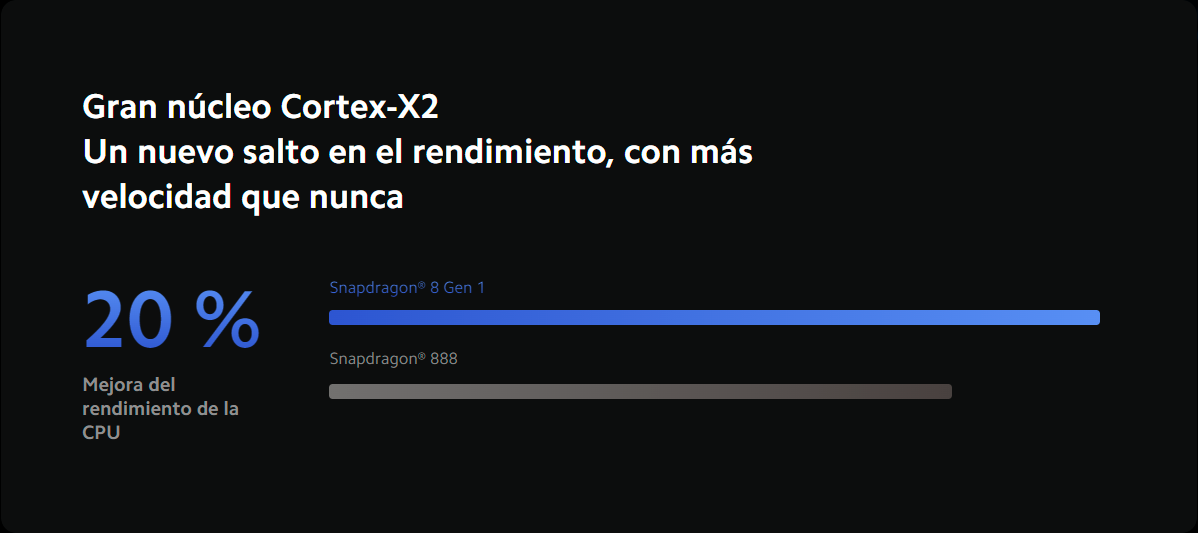 Gran núcleo Cortex-X2
Un nuevo salto en el rendimiento, con más
velocidad que nunca
20 %
Mejora del
rendimiento de la
CPU
Snapdragon® 8 Gen 1
Snapdragon® 888